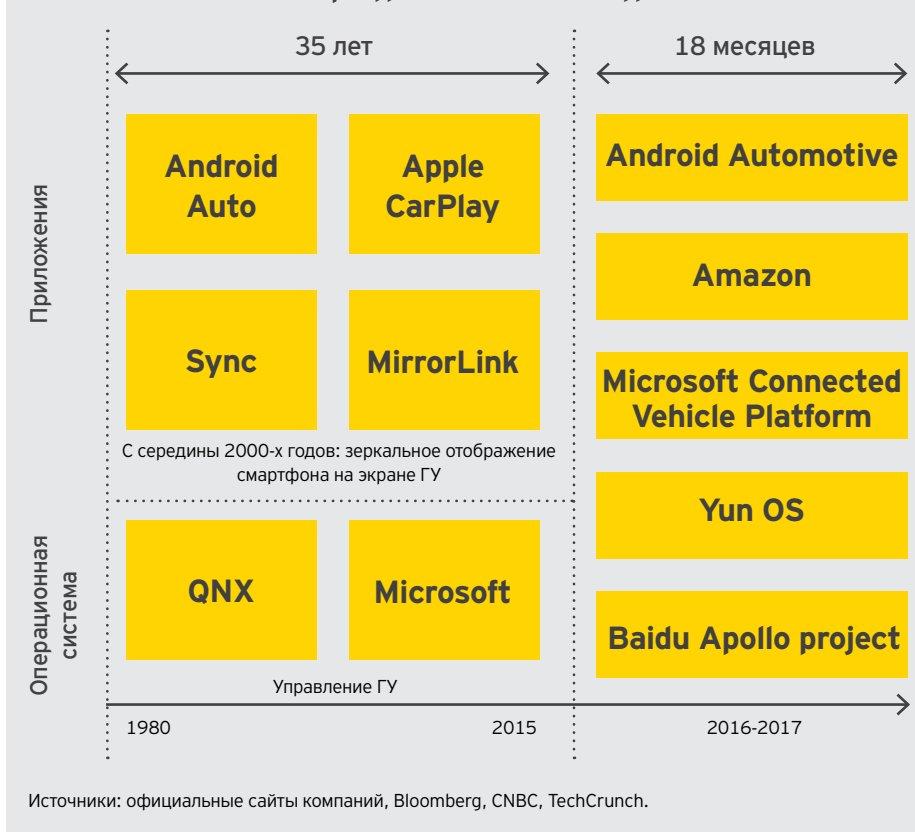 35 лет
18 месяцев
Приложения
Android
Auto
Apple
CarPlay
Sync
MirrorLink
С середины 2000-х годов: зеркальное отображение
смартфона на экране ГУ
Операционная
система
QNX
Microsoft
Управление ГУ
Android Automotive
Amazon
Microsoft Connected
Vehicle Platform
Yun OS
Baidu Apollo project
1980
2015
2016-2017
Источники: официальные сайты компаний, Bloomberg, CNBC, TechCrunch.